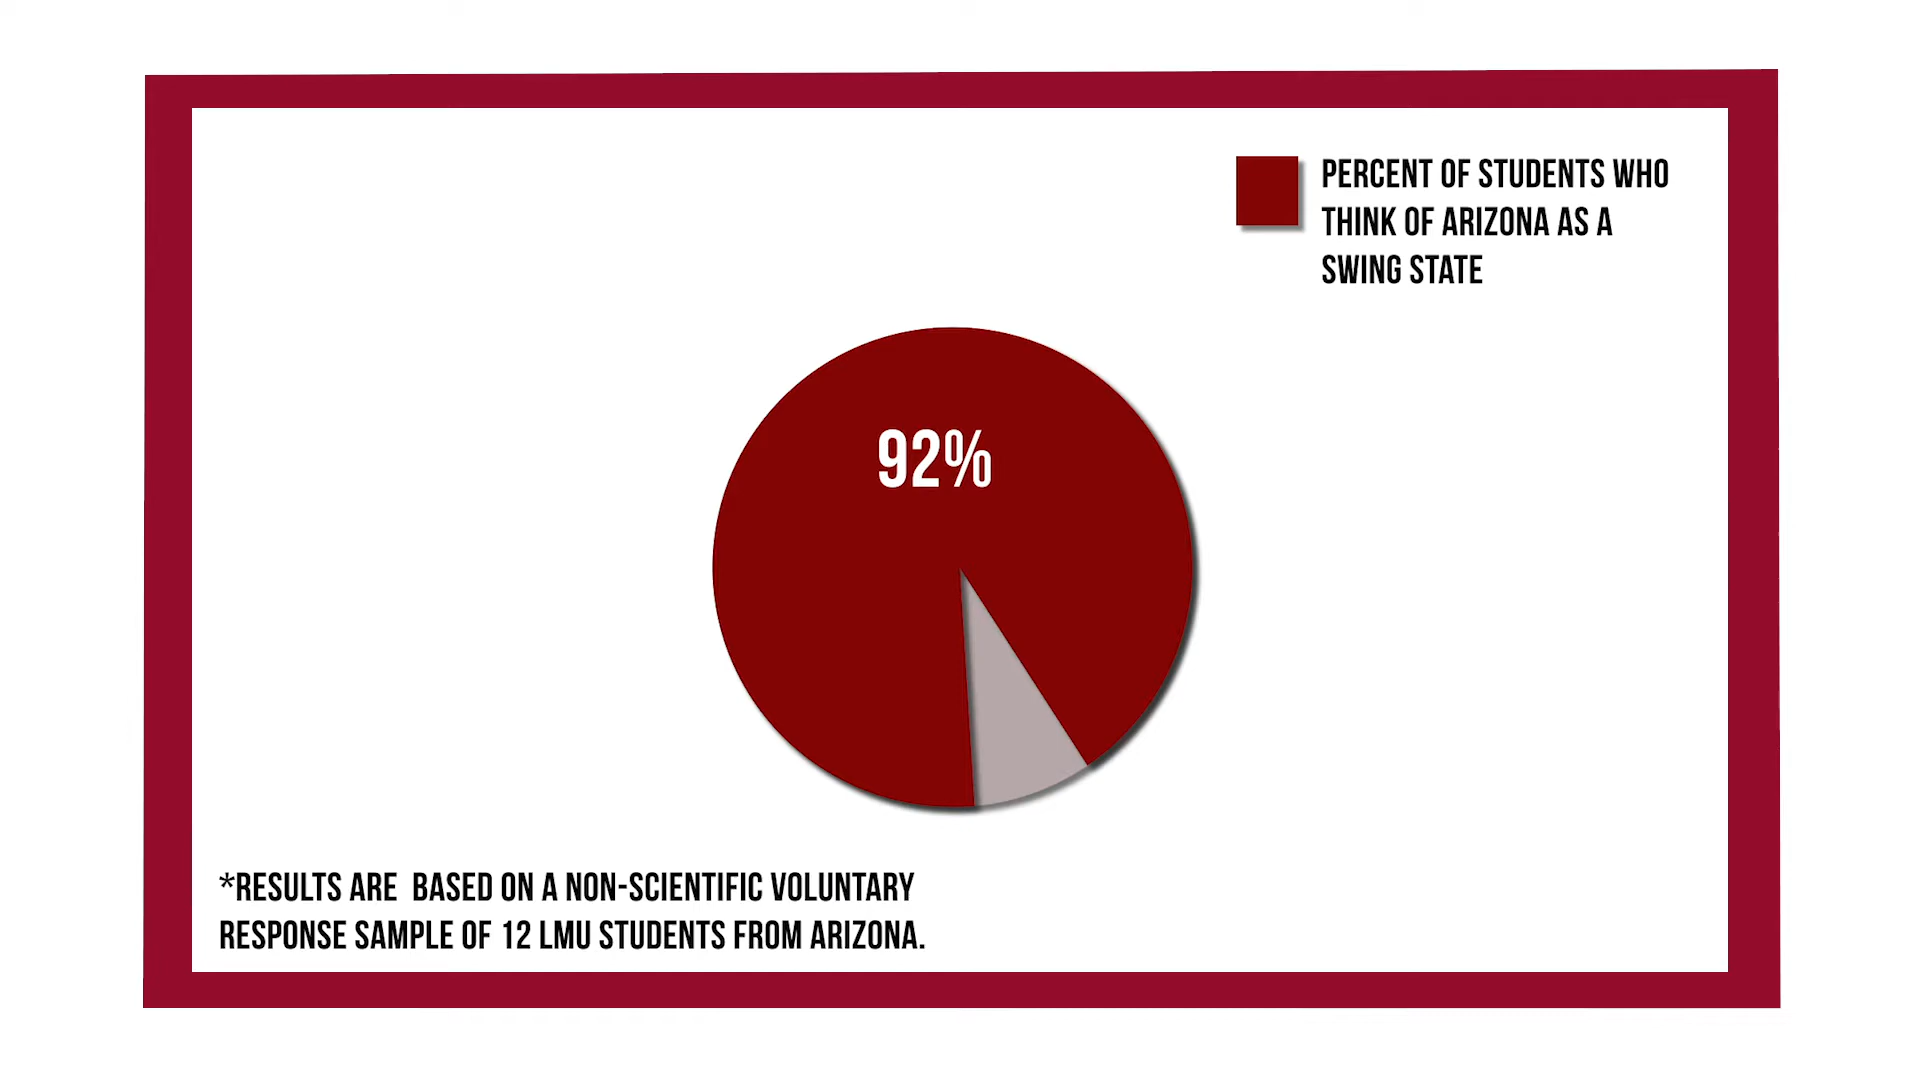 PERCENT OF STUDENTS WHO
THINK OF ARIZONA AS A
SWING STATE
92%
*RESULTS ARE  BASED ON A NON-SCIENTIFIC VOLUNTARY
RESPONSE SAMPLE OF 12 LMU STUDENTS FROM ARIZONA.